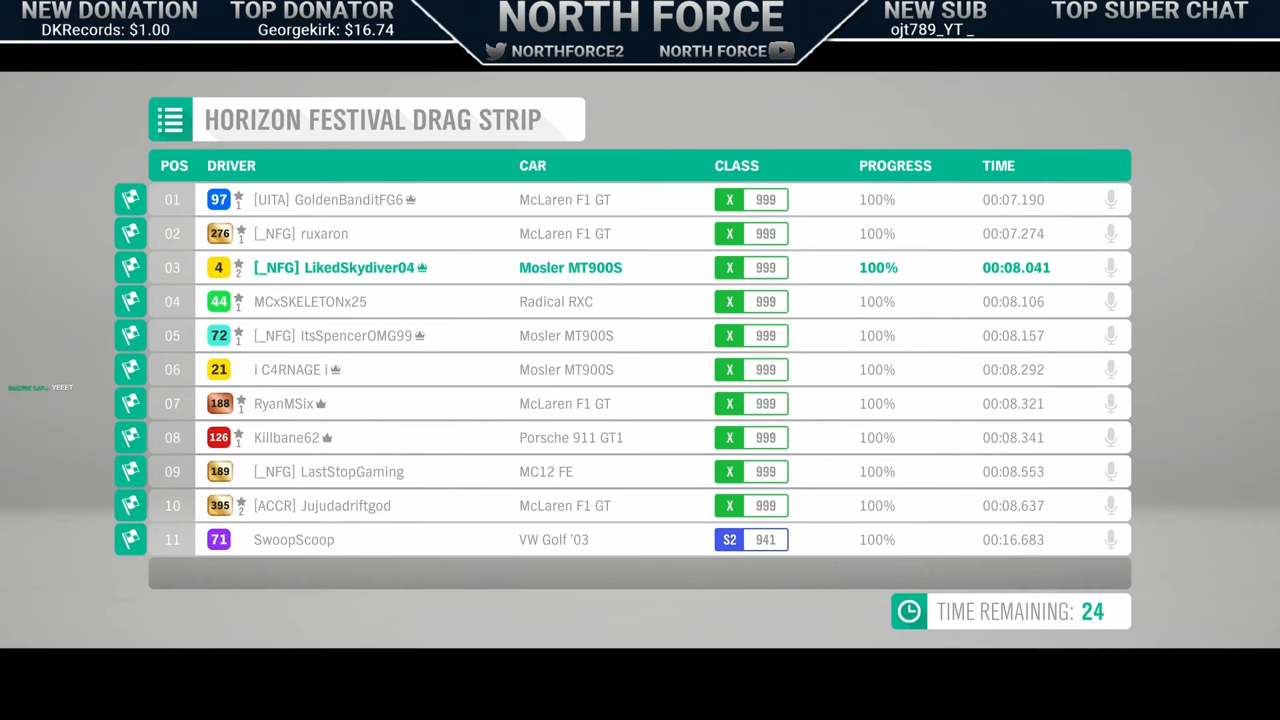 NEW DONATION
DKRecords: $1.00
TOP DONATOR
Georgekirk: $16.74
NORTH FORCE
NORTHFORCE2 NORTH FORCE
NEW SUB
ojt789_YT _
TOP SUPER CHAT
HORIZON FESTIVAL DRAG STRIP
POS DRIVER CAR CLASS PROGRESS TIME
01 97 1 [UITA] GoldenBanditFG6 McLaren F1 GT X 999 100% 00:07.190
02 276 1 [_NFG] ruxaron McLaren F1 GT X 999 100% 00:07.274
03 4 2 [_NFG] LikedSkydiver04 Mosler MT900S X 999 100% 00:08.041
04 44 1 MCxSKELETONx25 Radical RXC X 999 100% 00:08.106
05 72 1 [_NFG] ItsSpencerOMG99 Mosler MT900S X 999 100% 00:08.157
06 21 i C4RNAGE i Mosler MT900S X 999 100% 00:08.292
YEEET
07 188 1 RyanMSix McLaren F1 GT X 999 100% 00:08.321
08 126 1 Killbane62 Porsche 911 GT1 X 999 100% 00:08.341
09 189 [_NFG] LastStopGaming MC12 FE X 999 100% 00:08.553
10 395 2 [ACCR] Jujudadriftgod McLaren F1 GT X 999 100% 00:08.637
11 71 SwoopScoop VW Golf '03 S2 941 100% 00:16.683
TIME REMAINING: 24